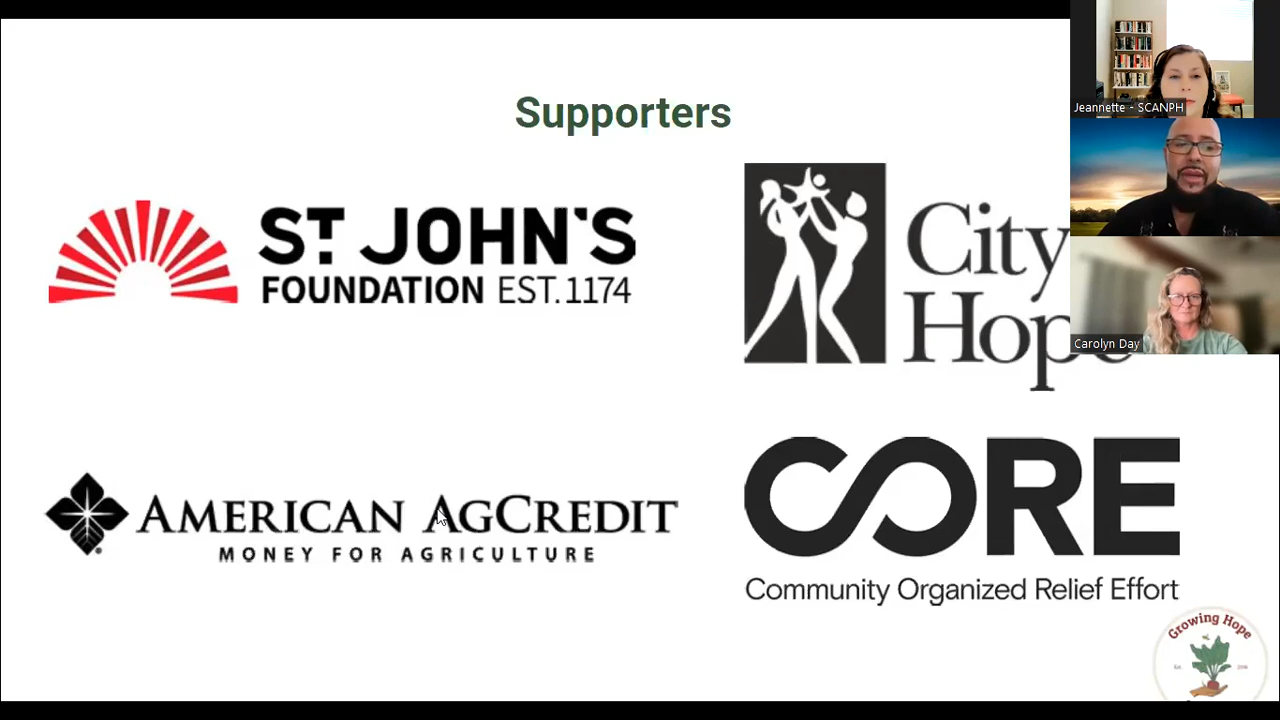 Supporters
ST. JOHN'S
FOUNDATION EST. 1174
City
Hope
AMERICAN AGCREDIT
MONEY FOR AGRICULTURE
CORE
Community Organized Relief Effort
Growing Hope
Jeannette - SCANPH
Carolyn Day